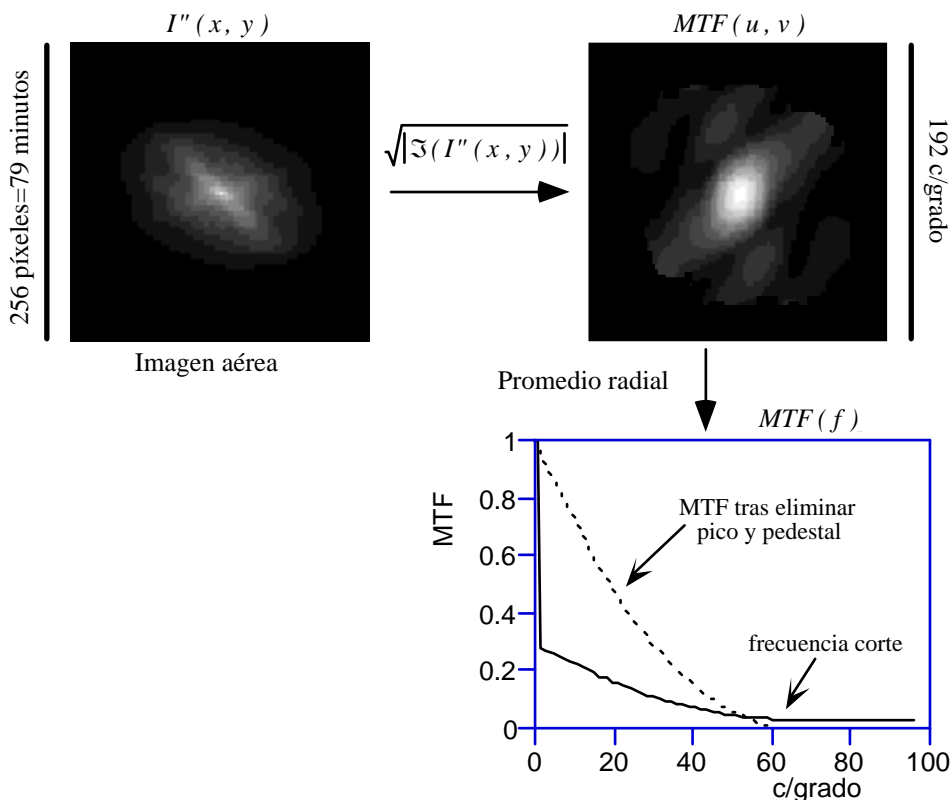 I"(x, y)
MTF(u, v)
256 píxeles=79 minutos
√|ℑ(I"(x, y))|
192 c/grado
Imagen aérea
Promedio radial
MTF(f)
MTF
1
0.8
0.6
0.4
0.2
0
MTF tras eliminar
pico y pedestal
frecuencia corte
0 20 40 60 80 100
c/grado